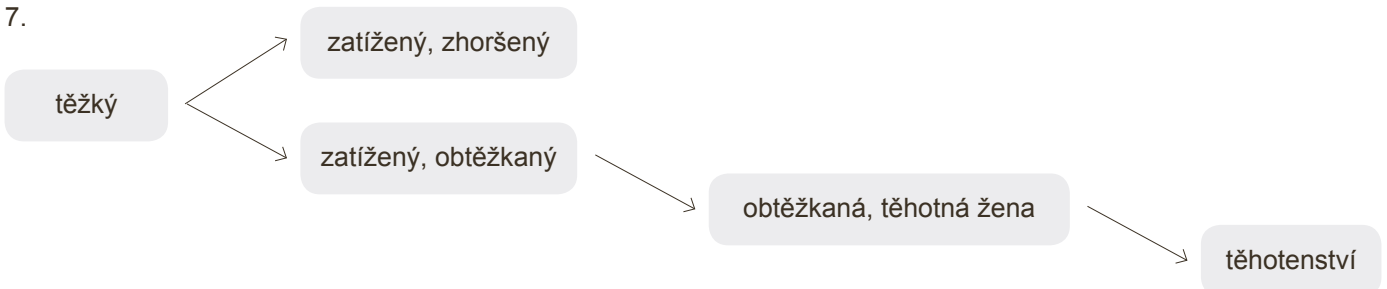 7.
zatížený, zhoršený
těžký
zatížený, obtěžkaný
obtěžkaná, těhotná žena
těhotenství